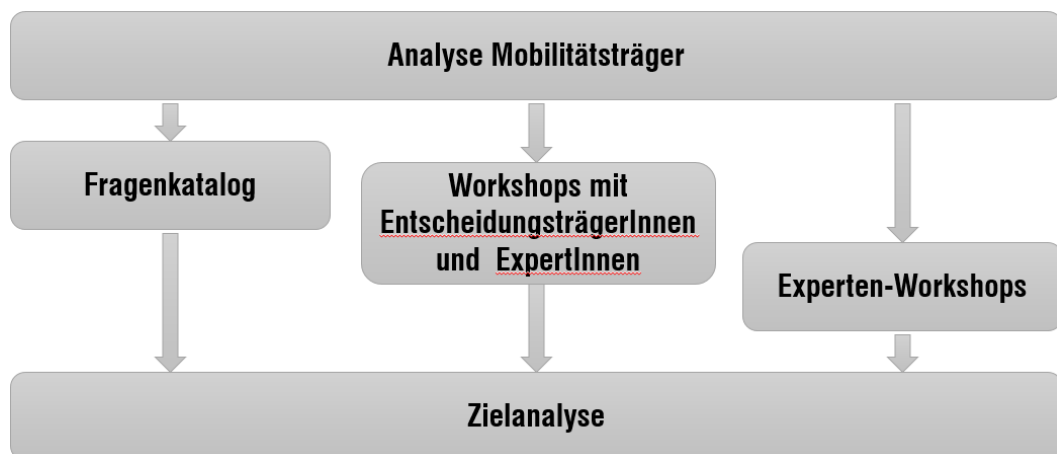 Analyse Mobilitätsträger
Fragenkatalog
Workshops mit
EntscheidungsträgerInnen
und ExpertInnen
Experten-Workshops
Zielanalyse